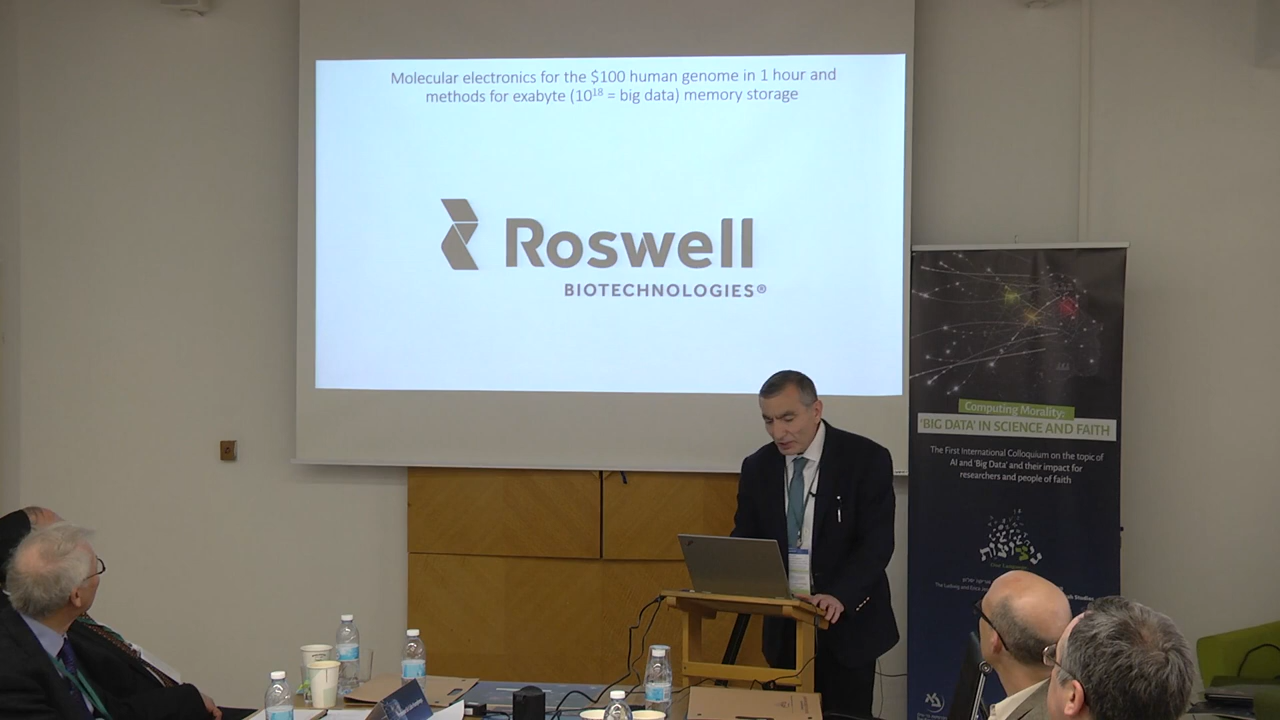 Molecular electronics for the $100 human genome in 1 hour and
methods for exabyte (10¹⁸ = big data) memory storage
Roswell
BIOTECHNOLOGIES®
Computing Morality:
'BIG DATA' IN SCIENCE AND FAITH
The First International Colloquium on the topic of
AI and 'Big Data' and their impact for
researchers and people of faith